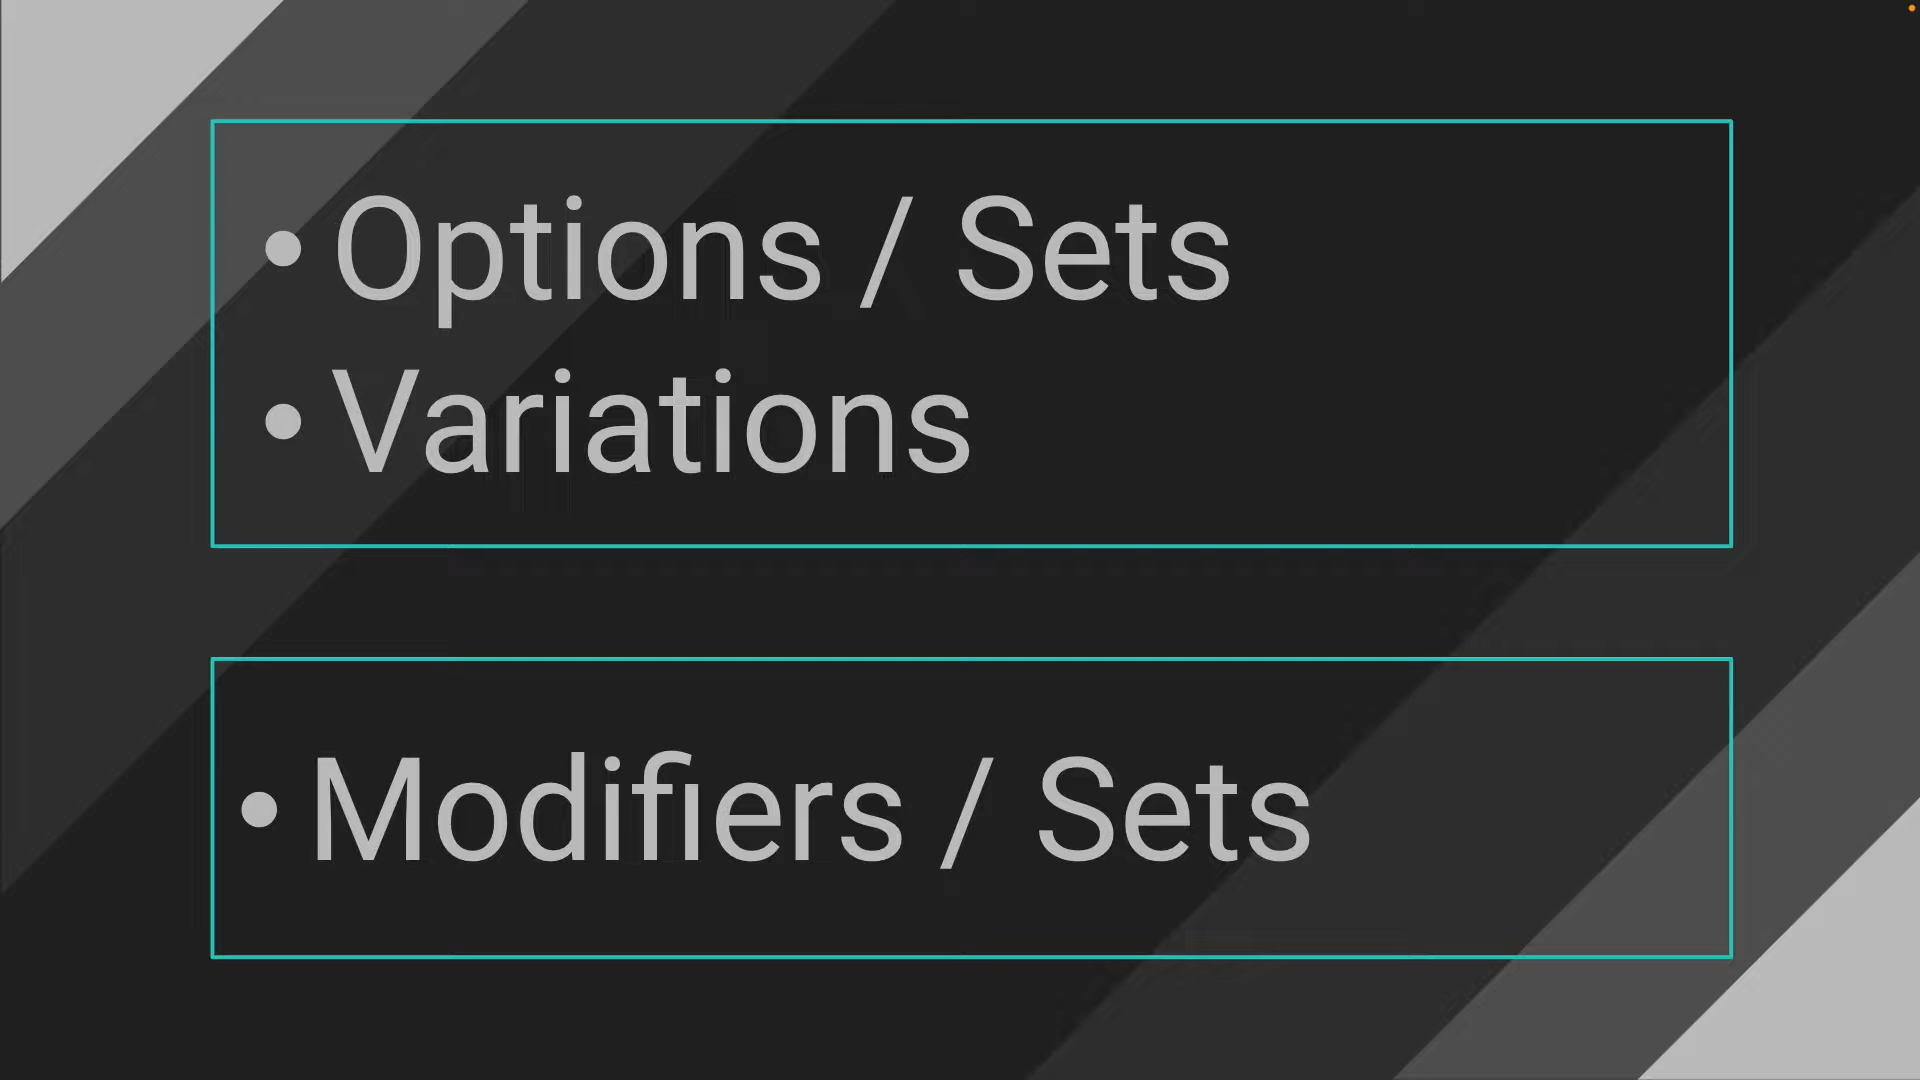 • Options / Sets
• Variations
• Modifiers / Sets